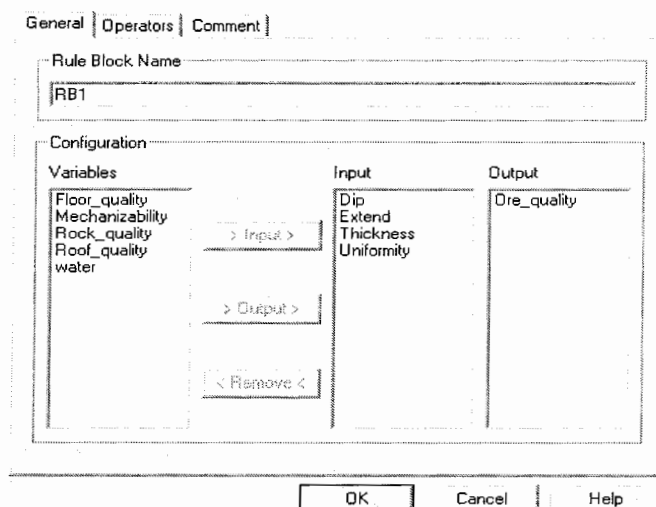 General Operators Comment
Rule Block Name
RB1
Configuration
Variables Input Output
Floor_quality Dip Ore_quality
Mechanizability Extend
Rock_quality Thickness
Roof_quality Uniformity
water
> Input >
> Output >
< Remove <
OK Cancel Help